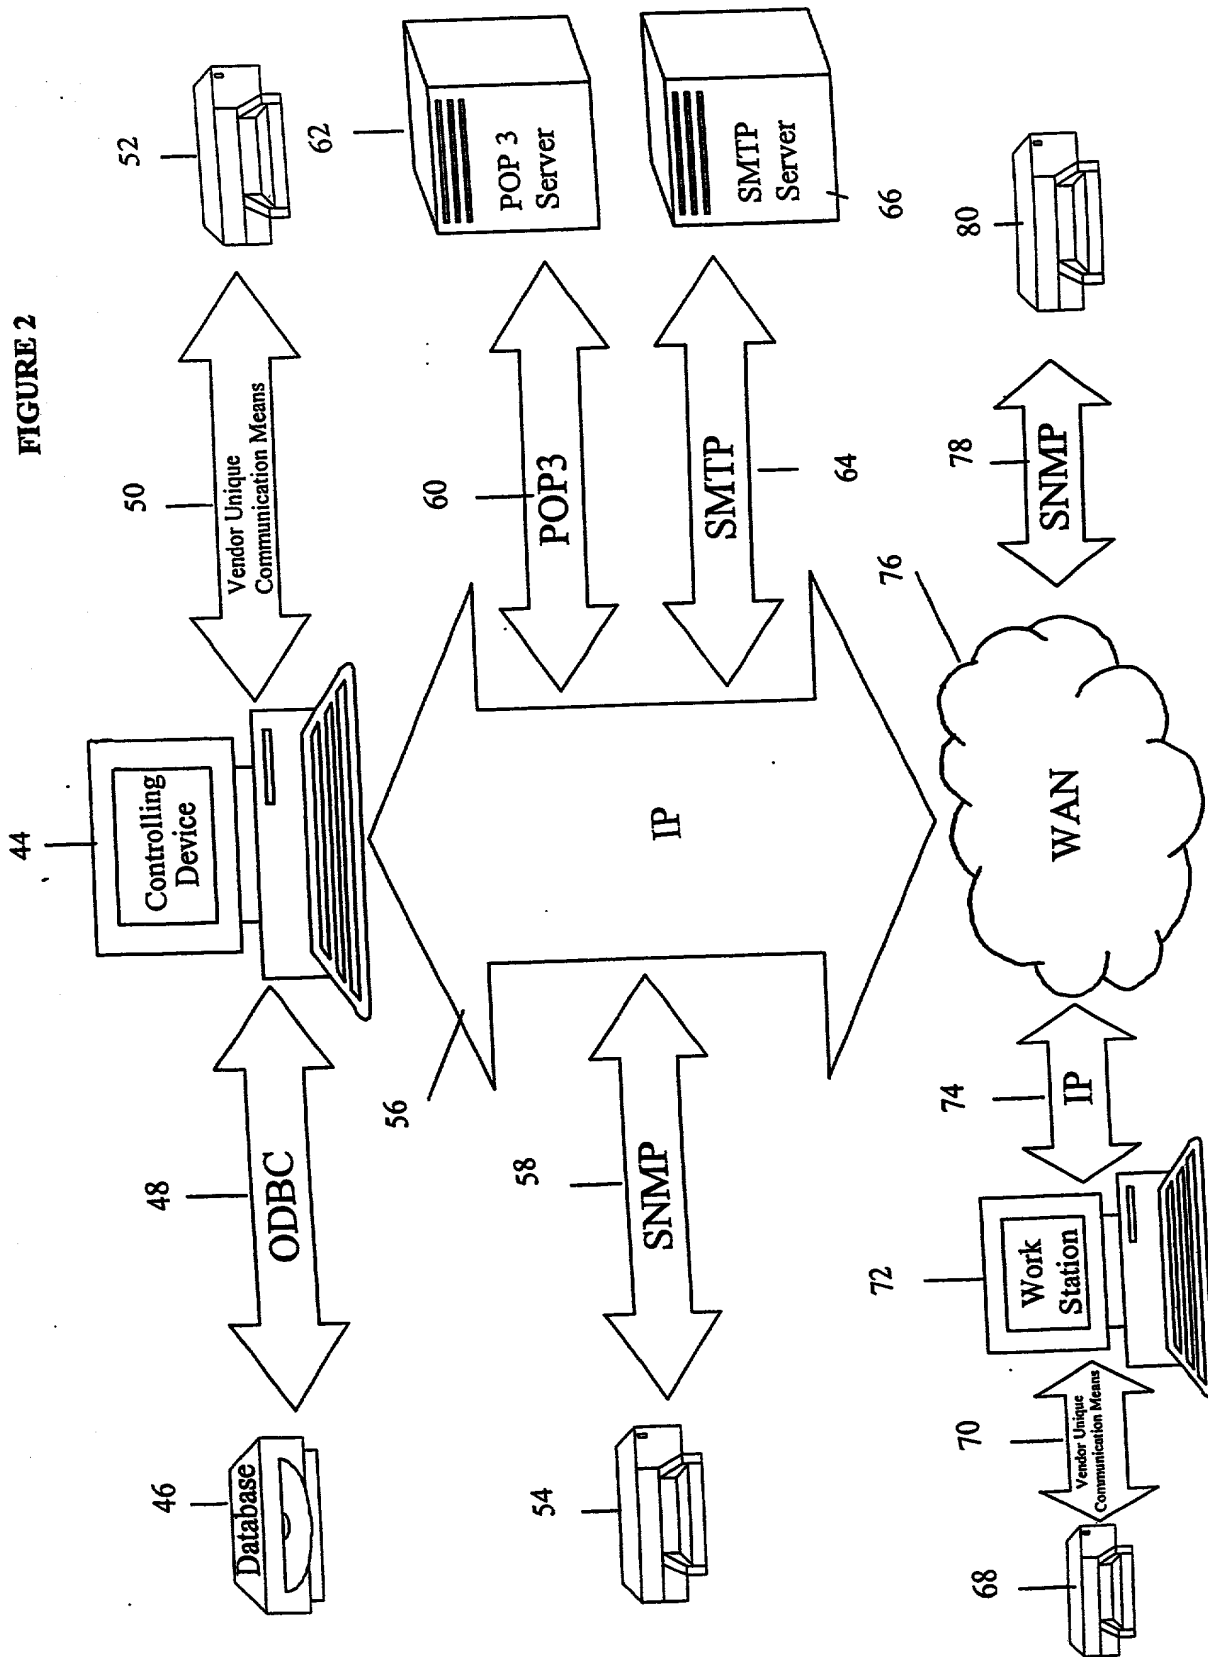 FIGURE 2
44
Controlling
Device
46
Database
48
ODBC
50
Vendor Unique
Communication Means
52
56
IP
60
POP3
62
POP 3
Server
54
58
SNMP
SMTP
64
SMTP
Server
66
68
70
Vendor Unique
Communication Means
72
Work
Station
74
IP
76
WAN
78
SNMP
80